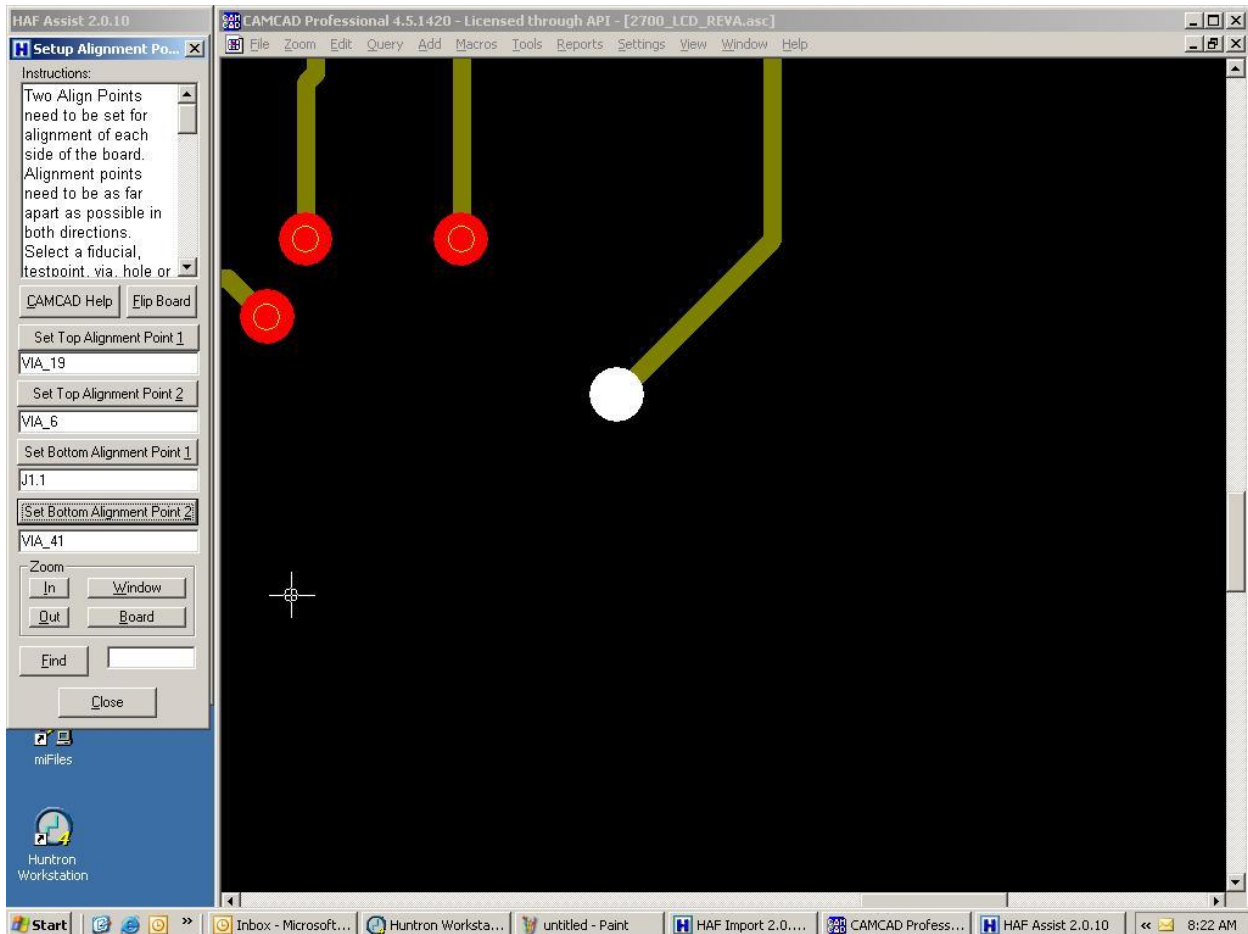 HAF Assist 2.0.10
CAMCAD Professional 4.5.1420 - Licensed through API - [2700_LCD_REVA.asc]
File Zoom Edit Query Add Macros Tools Reports Settings View Window Help
Setup Alignment Po...
Instructions:
Two Align Points
need to be set for
alignment of each
side of the board.
Alignment points
need to be as far
apart as possible in
both directions.
Select a fiducial,
testpoint, via, hole or
CAMCAD Help Flip Board
Set Top Alignment Point 1
VIA_19
Set Top Alignment Point 2
VIA_6
Set Bottom Alignment Point 1
J1.1
Set Bottom Alignment Point 2
VIA_41
Zoom
In Window
Out Board
Find
Close
miFiles
4
Huntron
Workstation
Start » Inbox - Microsoft... Huntron Worksta... untitled - Paint HAF Import 2.0.... CAMCAD Profess... HAF Assist 2.0.10 « 8:22 AM